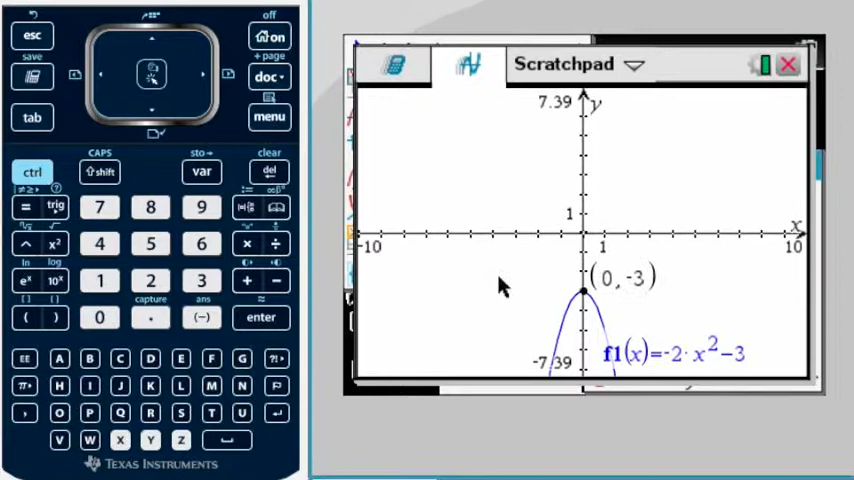 off
esc
on
save
+ page
doc
tab
menu
CAPS
sto→
clear
ctrl
⇧shift
var
del
= trig 7 8 9
^ x² 4 5 6 × ÷
ln log
eˣ 10ˣ 1 2 3 + −
[ ] { } capture ans ≈
( ) 0 . (−) enter
EE A B C D E F G ?!
π H I J K L M N
, O P Q R S T U
V W X Y Z
TEXAS INSTRUMENTS
Scratchpad
7.39 y
1
x
-10 1 10
(0,-3)
f1(x)=-2·x²−3
-7.39